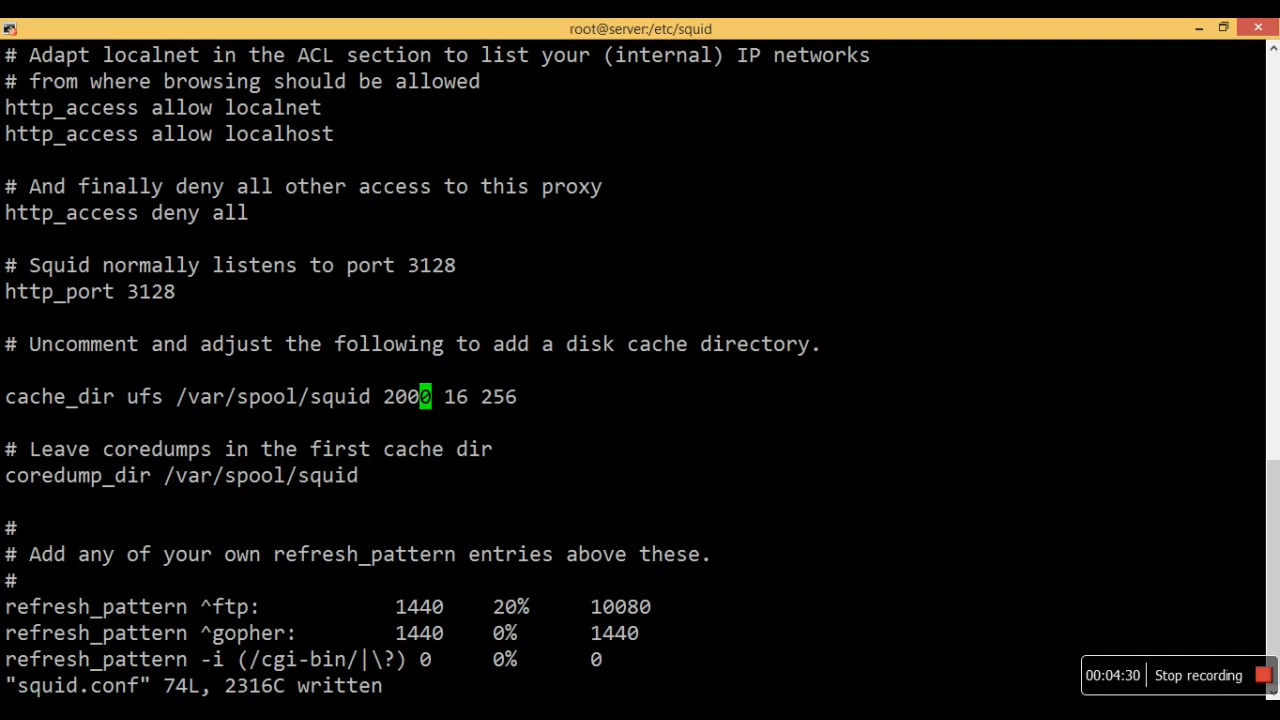 root@server:/etc/squid
# Adapt localnet in the ACL section to list your (internal) IP networks
# from where browsing should be allowed
http_access allow localnet
http_access allow localhost
# And finally deny all other access to this proxy
http_access deny all
# Squid normally listens to port 3128
http_port 3128
# Uncomment and adjust the following to add a disk cache directory.
cache_dir ufs /var/spool/squid 2000 16 256
# Leave coredumps in the first cache dir
coredump_dir /var/spool/squid
#
# Add any of your own refresh_pattern entries above these.
#
refresh_pattern ^ftp: 1440 20% 10080
refresh_pattern ^gopher: 1440 0% 1440
refresh_pattern -i (/cgi-bin/|\?) 0 0% 0
"squid.conf" 74L, 2316C written
00:04:30 Stop recording